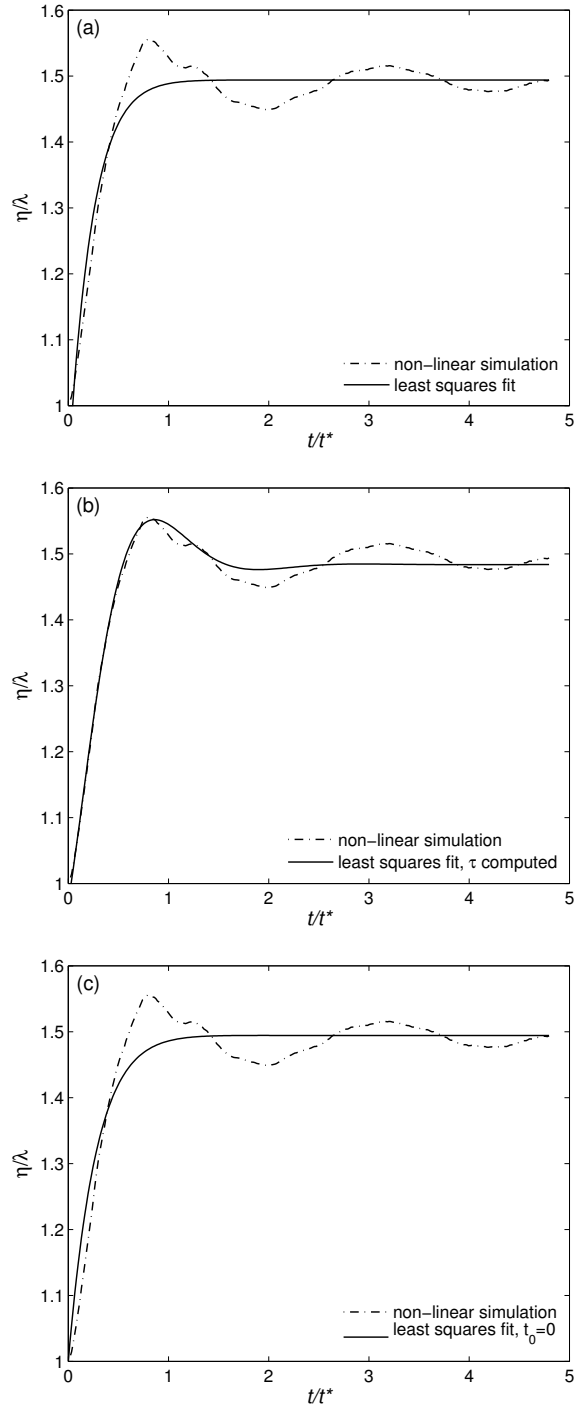 (a)
1.6
1.5
1.4
1.3
1.2
1.1
1
η/λ
non−linear simulation
least squares fit
0 1 2 3 4 5
t/t*
(b)
1.6
1.5
1.4
1.3
1.2
1.1
1
η/λ
non−linear simulation
least squares fit, τ computed
0 1 2 3 4 5
t/t*
(c)
1.6
1.5
1.4
1.3
1.2
1.1
1
η/λ
non−linear simulation
least squares fit, t₀=0
0 1 2 3 4 5
t/t*